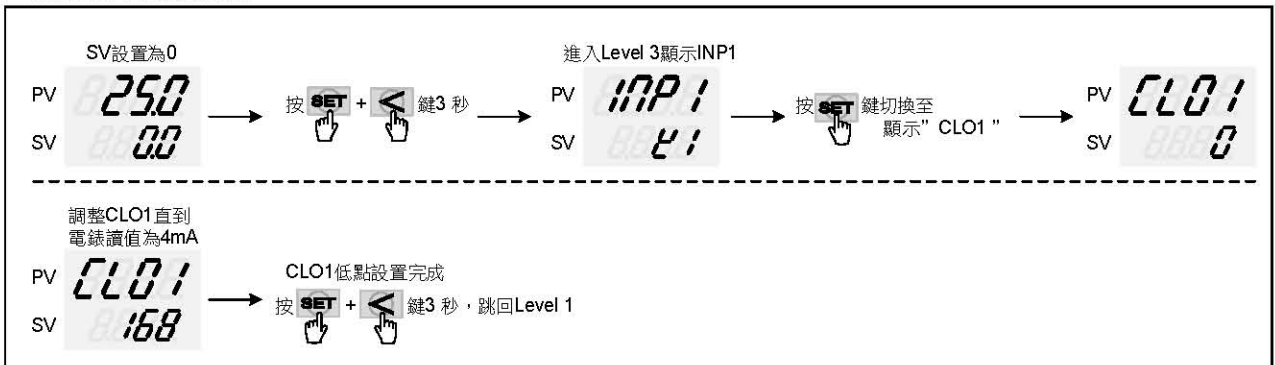 SV設置為0
PV 25.0
SV 0.0
按 SET + < 鍵3 秒
進入Level 3顯示INP1
PV INP1
SV K1
按 SET 鍵切換至
顯示” CLO1 ”
PV CLO1
SV 0
調整CLO1直到
電錶讀值為4mA
PV CLO1
SV 168
CLO1低點設置完成
按 SET + < 鍵3 秒，跳回Level 1